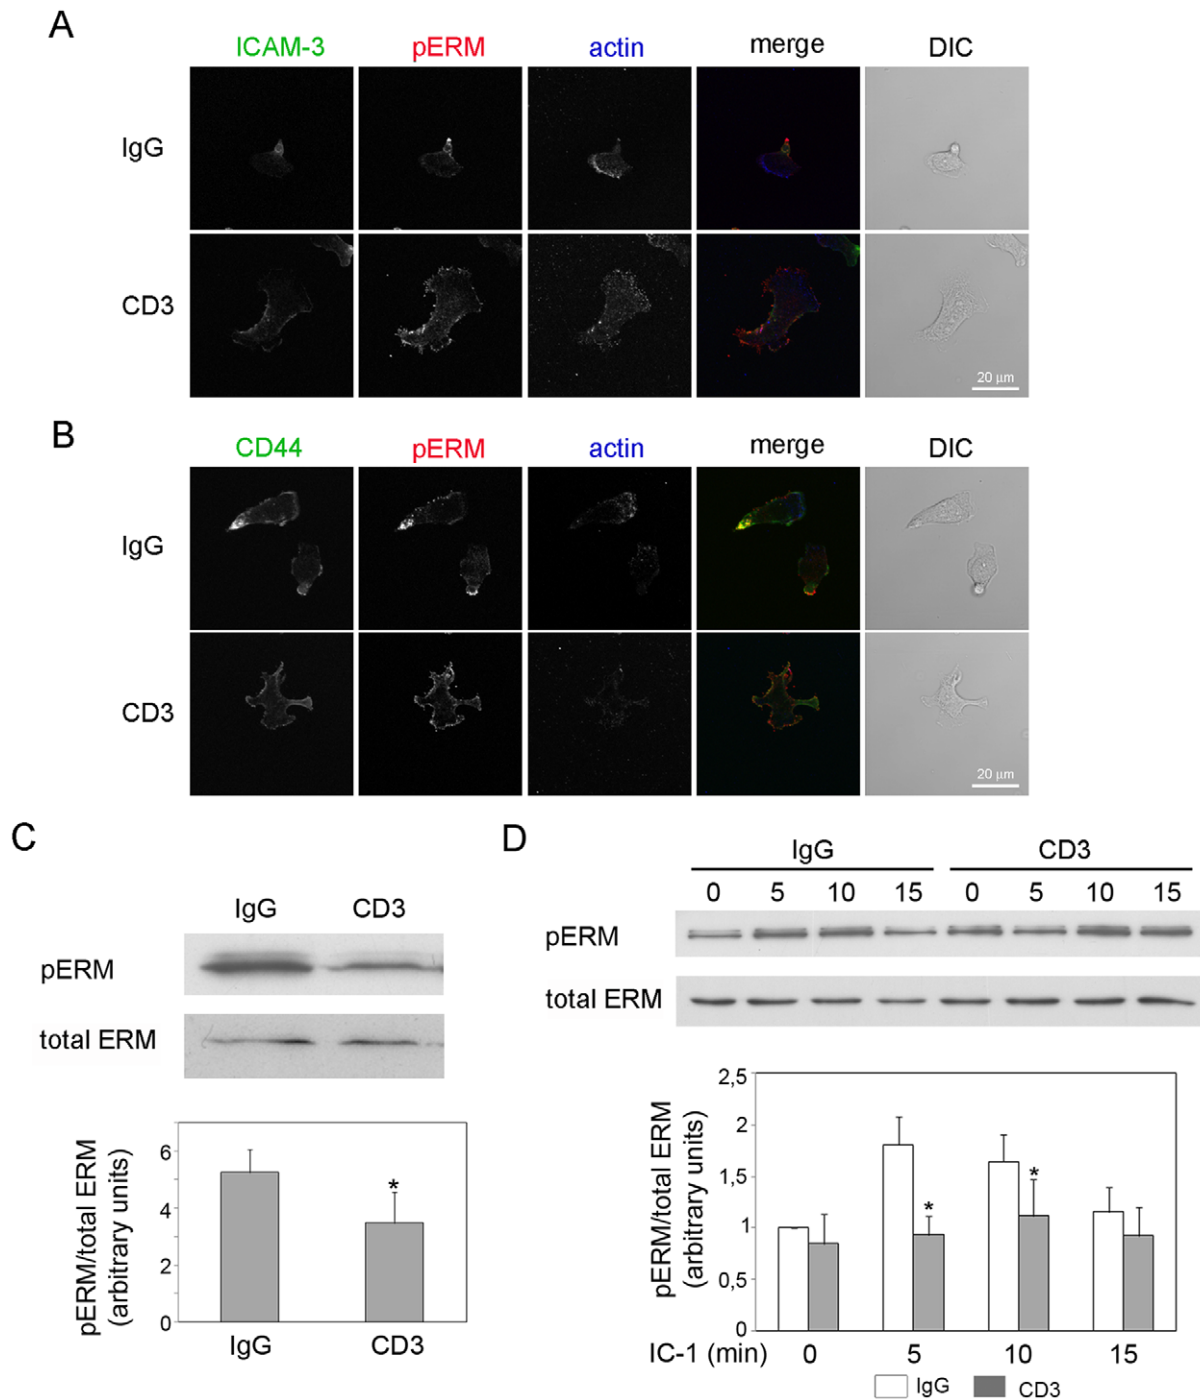 A
ICAM-3 pERM actin merge DIC
IgG
CD3
20 μm
B
CD44 pERM actin merge DIC
IgG
CD3
20 μm
C
IgG CD3
pERM
total ERM
pERM/total ERM
(arbitrary units)
6
4
2
0
IgG CD3
*
D
IgG CD3
0 5 10 15 0 5 10 15
pERM
total ERM
pERM/total ERM
(arbitrary units)
2,5
2
1,5
1
0,5
0
*
*
IC-1 (min) 0 5 10 15
IgG CD3